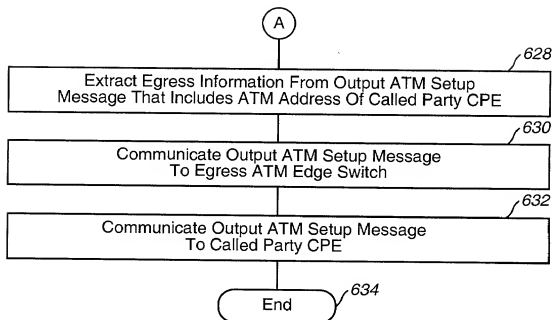 A
628
Extract Egress Information From Output ATM Setup
Message That Includes ATM Address Of Called Party CPE
630
Communicate Output ATM Setup Message
To Egress ATM Edge Switch
632
Communicate Output ATM Setup Message
To Called Party CPE
634
End